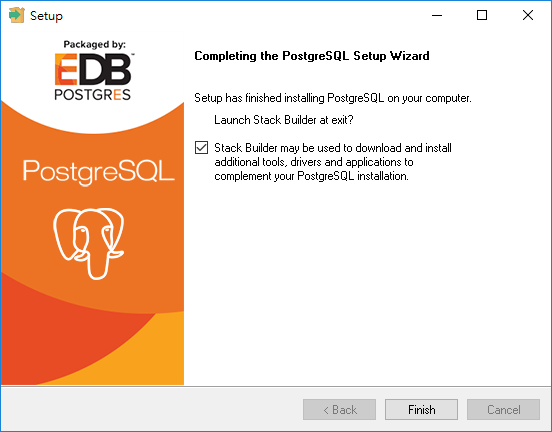 Setup
Packaged by:
EDB
POSTGRES
PostgreSQL
Completing the PostgreSQL Setup Wizard
Setup has finished installing PostgreSQL on your computer.
Launch Stack Builder at exit?
Stack Builder may be used to download and install
additional tools, drivers and applications to
complement your PostgreSQL installation.
< Back
Finish
Cancel